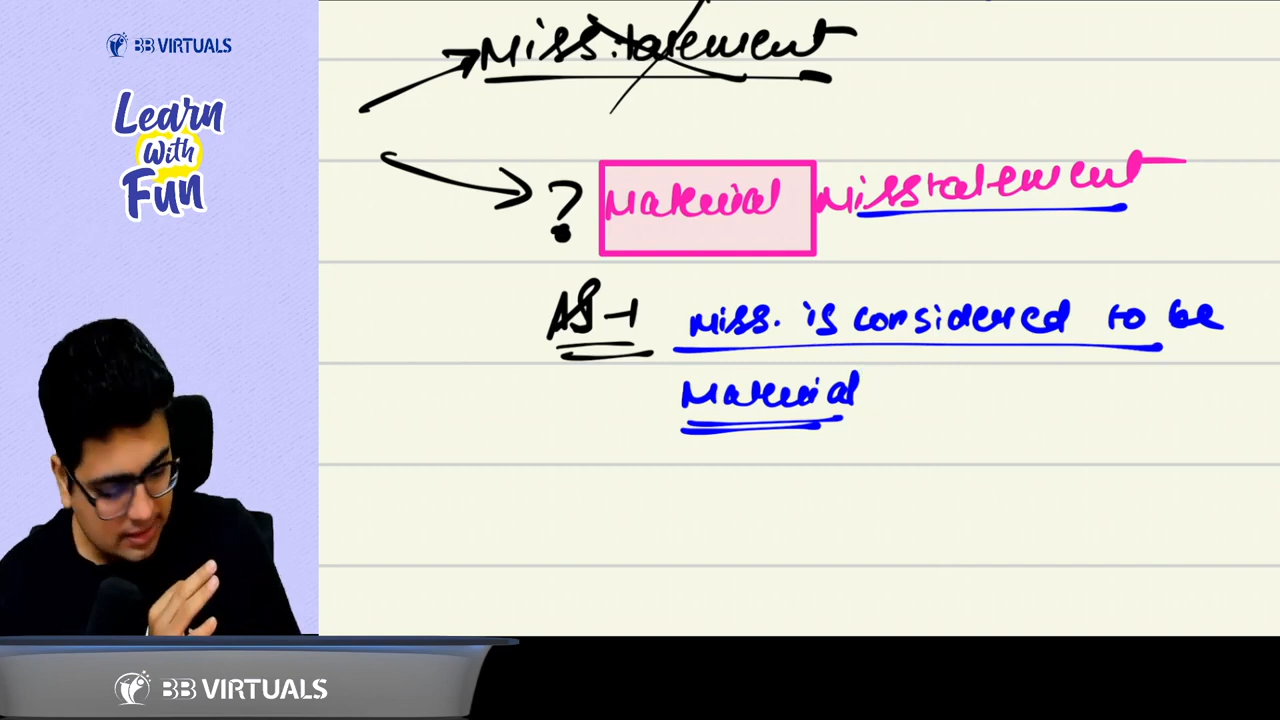 BB VIRTUALS
Learn
With
Fun
Misstatement
? Material Misstatement
AS-1 Miss. is considered to be
Material
BB VIRTUALS